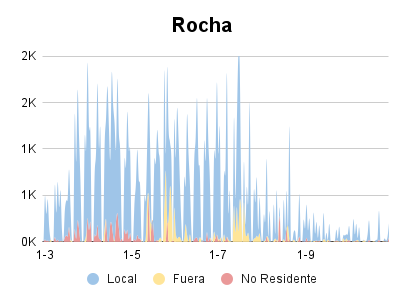 Rocha
2K
2K
1K
1K
0K
1-3 1-5 1-7 1-9
Local Fuera No Residente